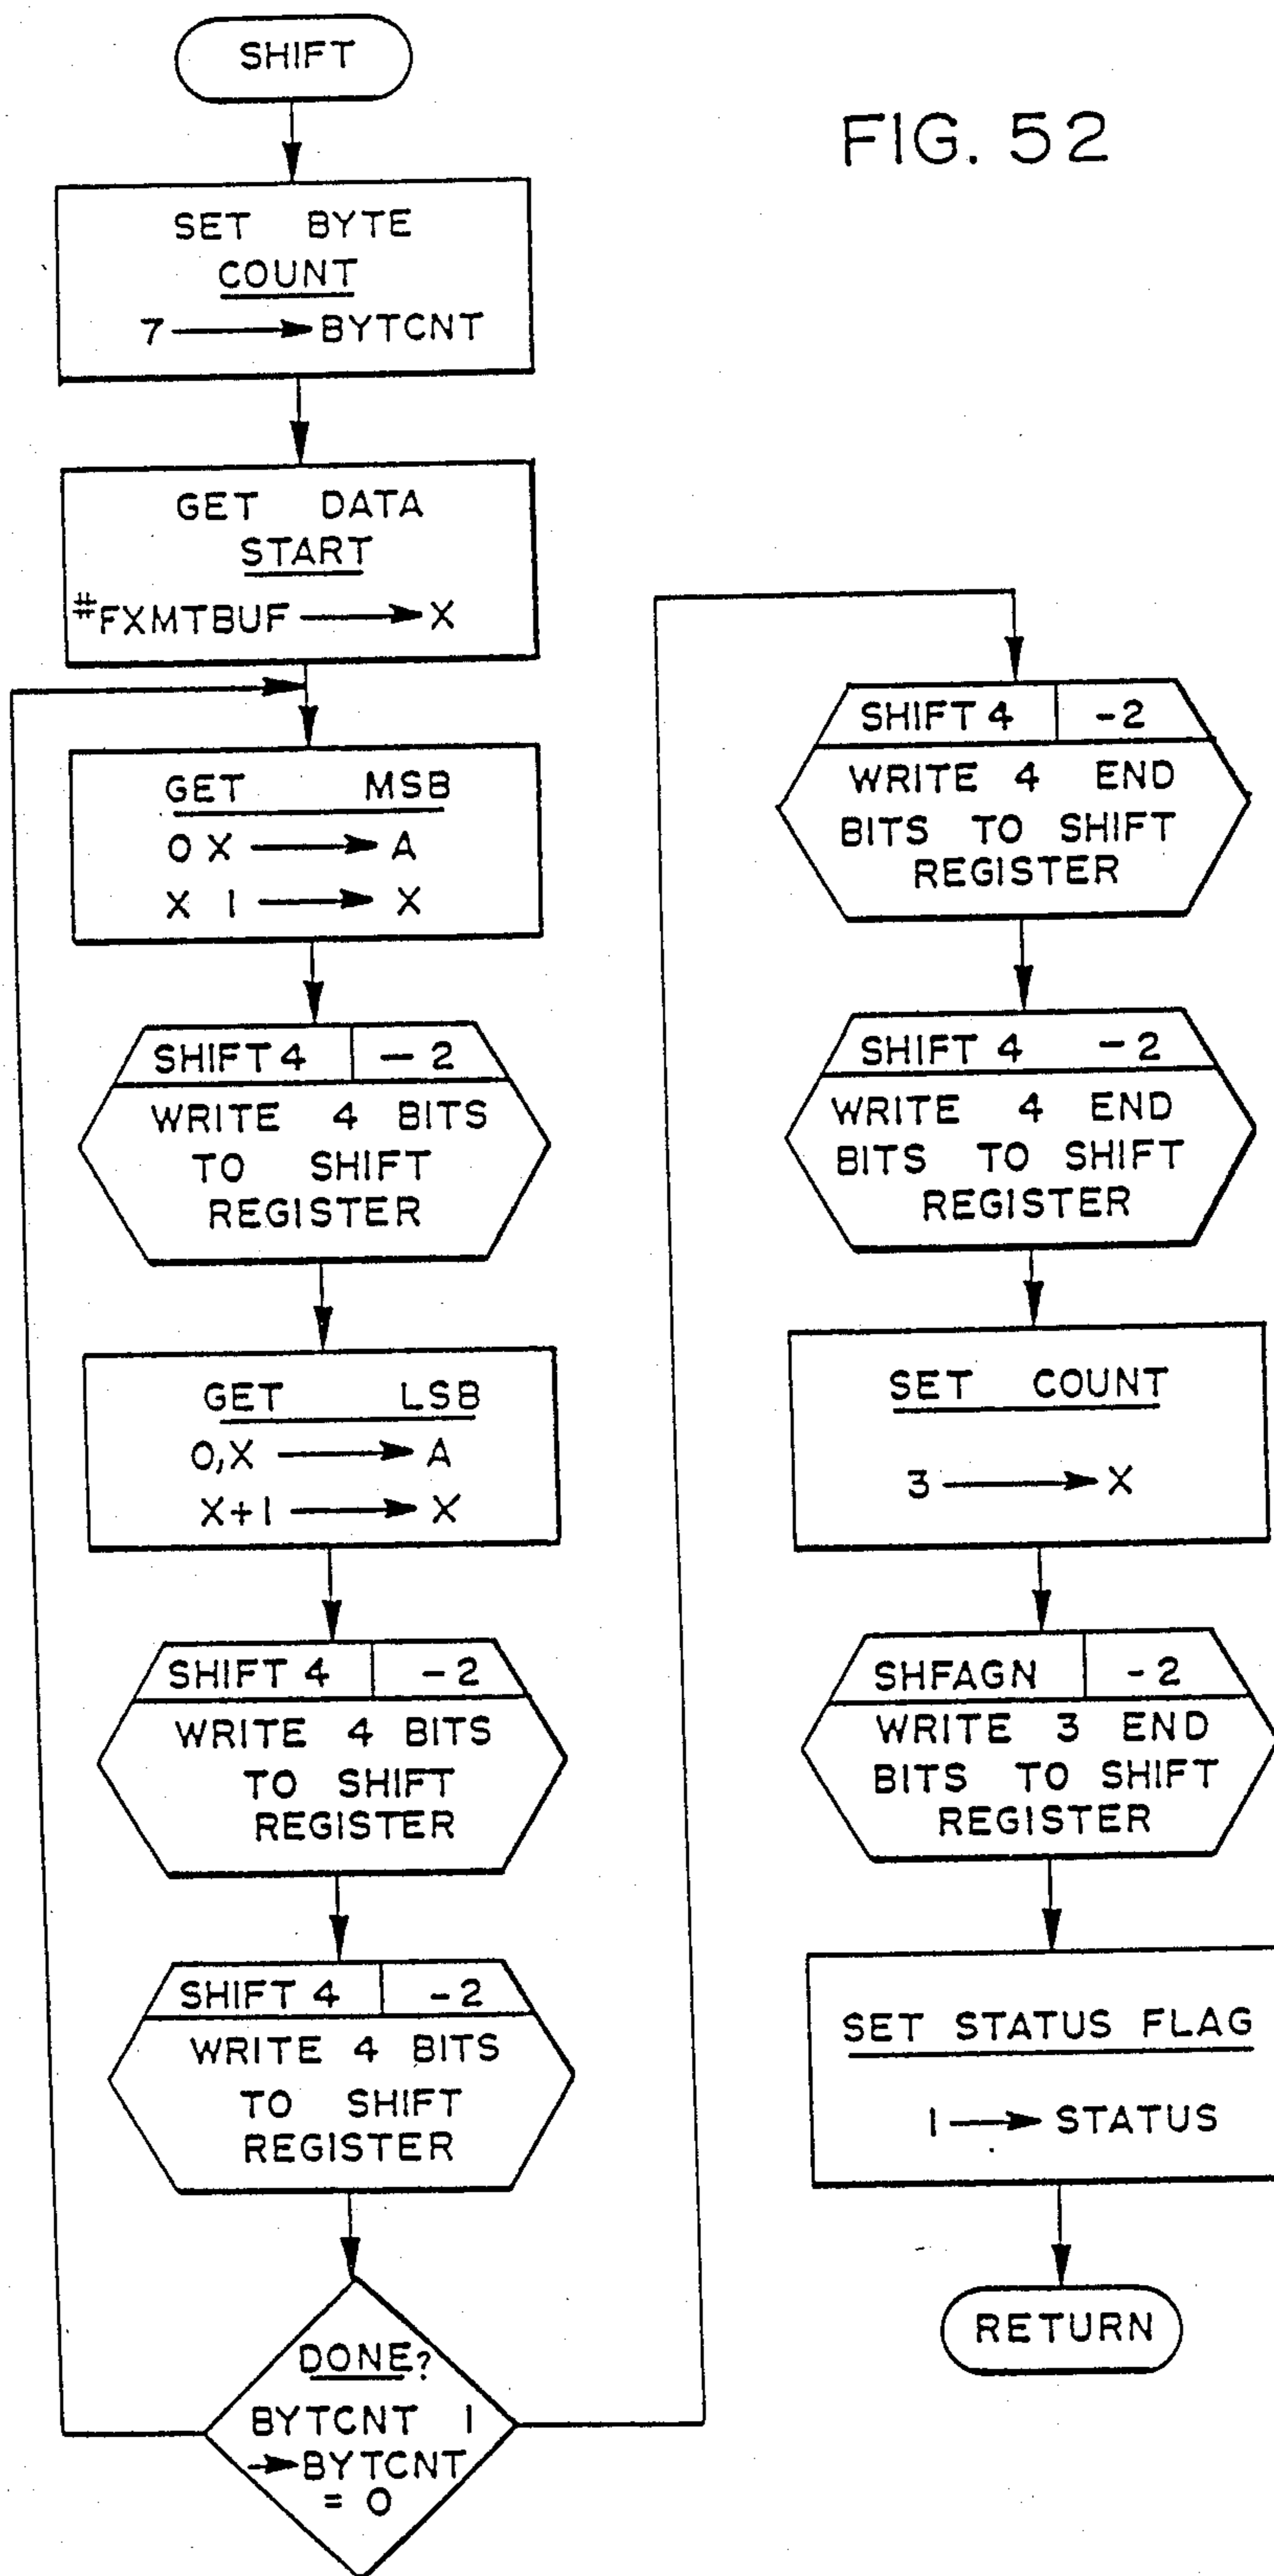 SHIFT
FIG. 52
SET BYTE
COUNT
7 → BYTCNT
GET DATA
START
#FXMTBUF → X
GET MSB
0 X → A
X 1 → X
SHIFT 4 -2
WRITE 4 BITS
TO SHIFT
REGISTER
GET LSB
0,X → A
X+1 → X
SHIFT 4 -2
WRITE 4 BITS
TO SHIFT
REGISTER
SHIFT 4 -2
WRITE 4 BITS
TO SHIFT
REGISTER
DONE?
BYTCNT 1
→ BYTCNT
= 0
SHIFT 4 -2
WRITE 4 END
BITS TO SHIFT
REGISTER
SHIFT 4 -2
WRITE 4 END
BITS TO SHIFT
REGISTER
SET COUNT
3 → X
SHFAGN -2
WRITE 3 END
BITS TO SHIFT
REGISTER
SET STATUS FLAG
1 → STATUS
RETURN